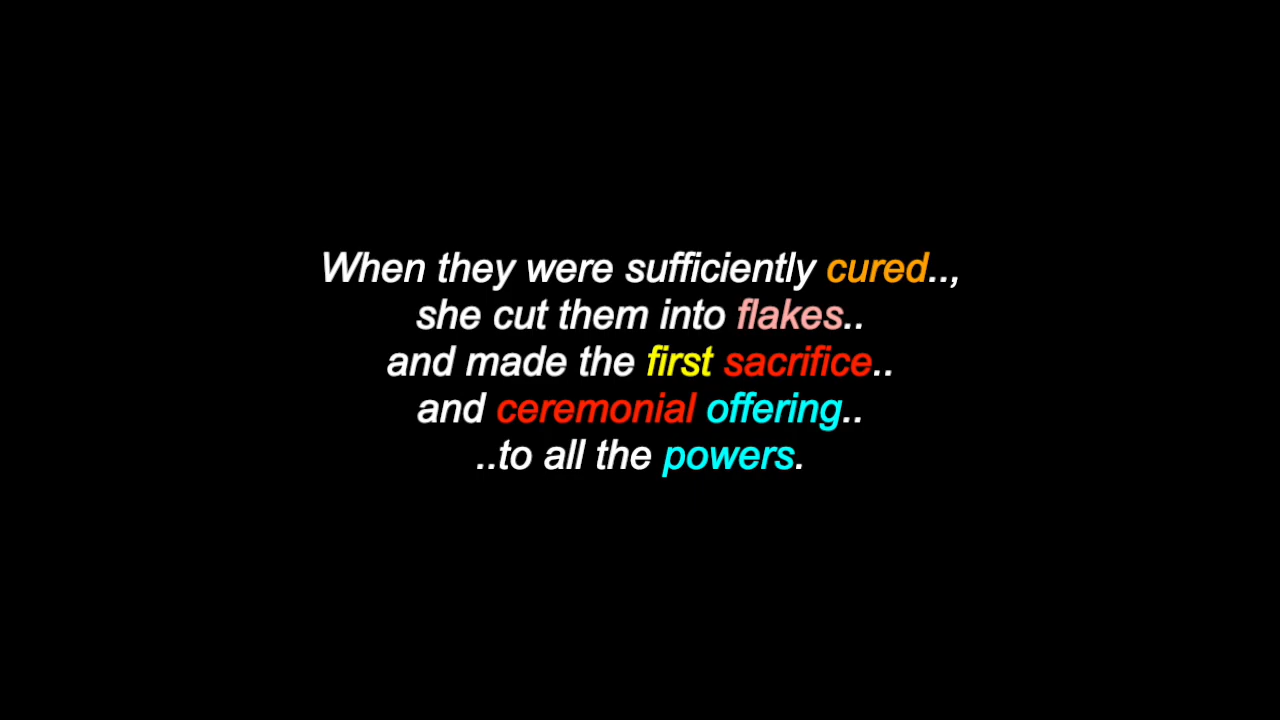 When they were sufficiently cured..,
she cut them into flakes..
and made the first sacrifice..
and ceremonial offering..
..to all the powers.